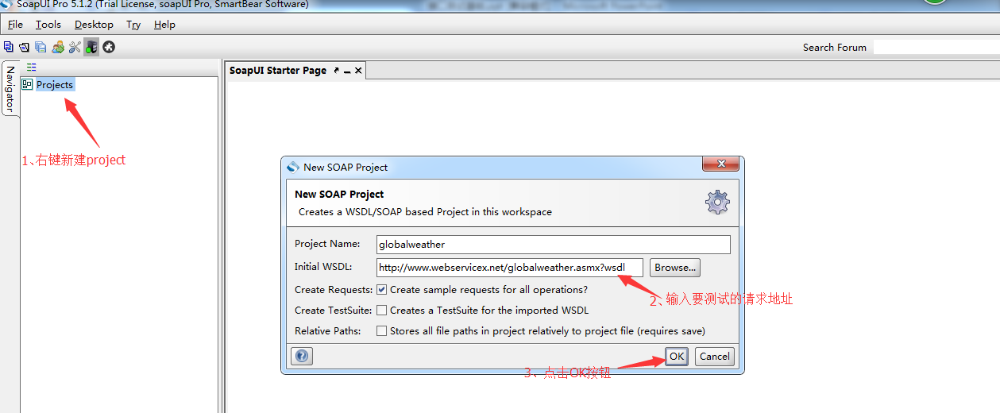 SoapUI Pro 5.1.2 (Trial License, soapUI Pro, SmartBear Software)
File Tools Desktop Try Help
Search Forum
Navigator
Projects
SoapUI Starter Page
1、右键新建project
New SOAP Project
New SOAP Project
Creates a WSDL/SOAP based Project in this workspace
Project Name: globalweather
Initial WSDL: http://www.webservicex.net/globalweather.asmx?wsdl Browse...
Create Requests: Create sample requests for all operations?
2、输入要测试的请求地址
Create TestSuite: Creates a TestSuite for the imported WSDL
Relative Paths: Stores all file paths in project relatively to project file (requires save)
OK Cancel
3、点击OK按钮